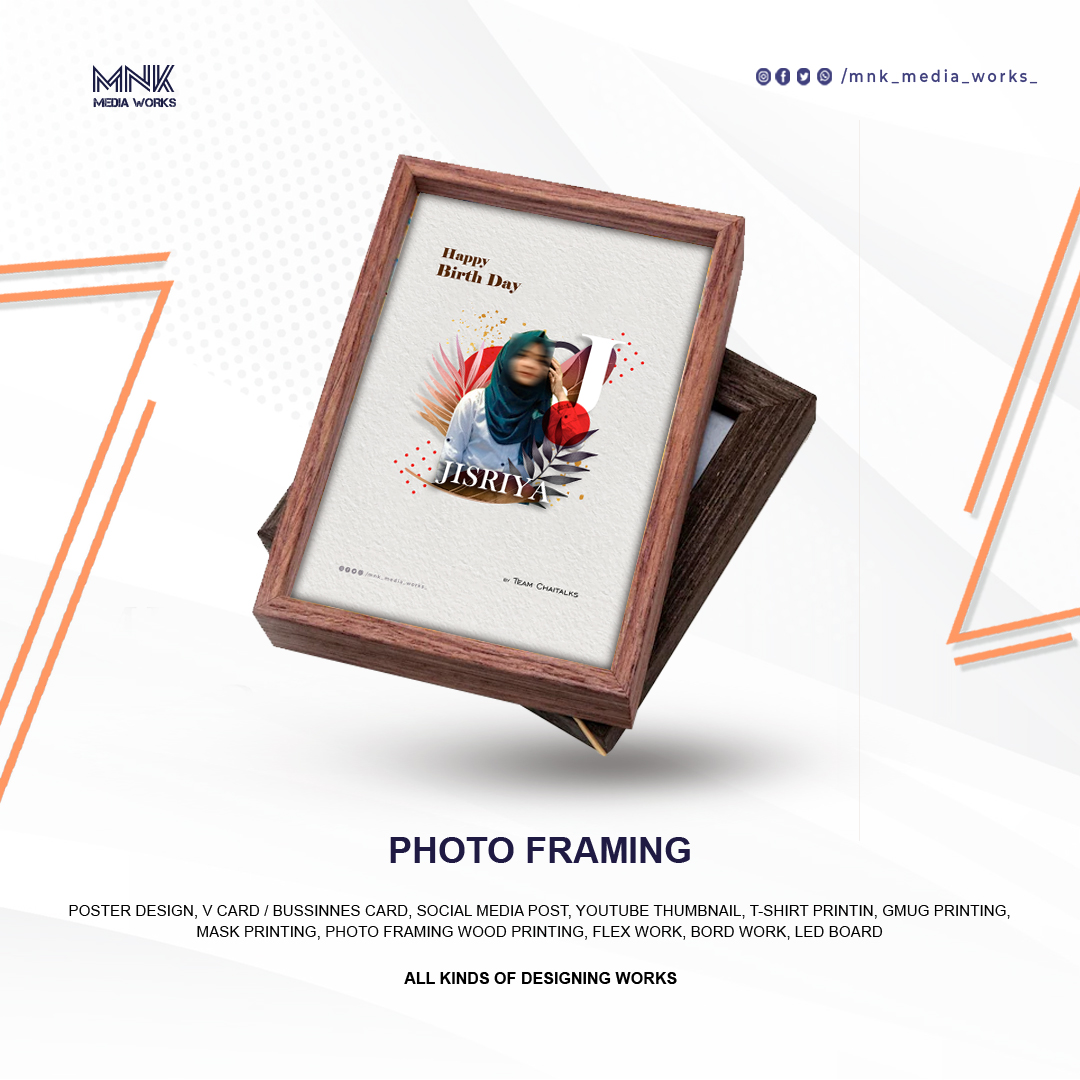 MNK
MEDIA WORKS
/mnk_media_works_
Happy
Birth Day
J
JISRIYA
/mnk_media_works_
BY TEAM CHAITALKS
PHOTO FRAMING
POSTER DESIGN, V CARD / BUSSINNES CARD, SOCIAL MEDIA POST, YOUTUBE THUMBNAIL, T-SHIRT PRINTIN, GMUG PRINTING,
MASK PRINTING, PHOTO FRAMING WOOD PRINTING, FLEX WORK, BORD WORK, LED BOARD
ALL KINDS OF DESIGNING WORKS